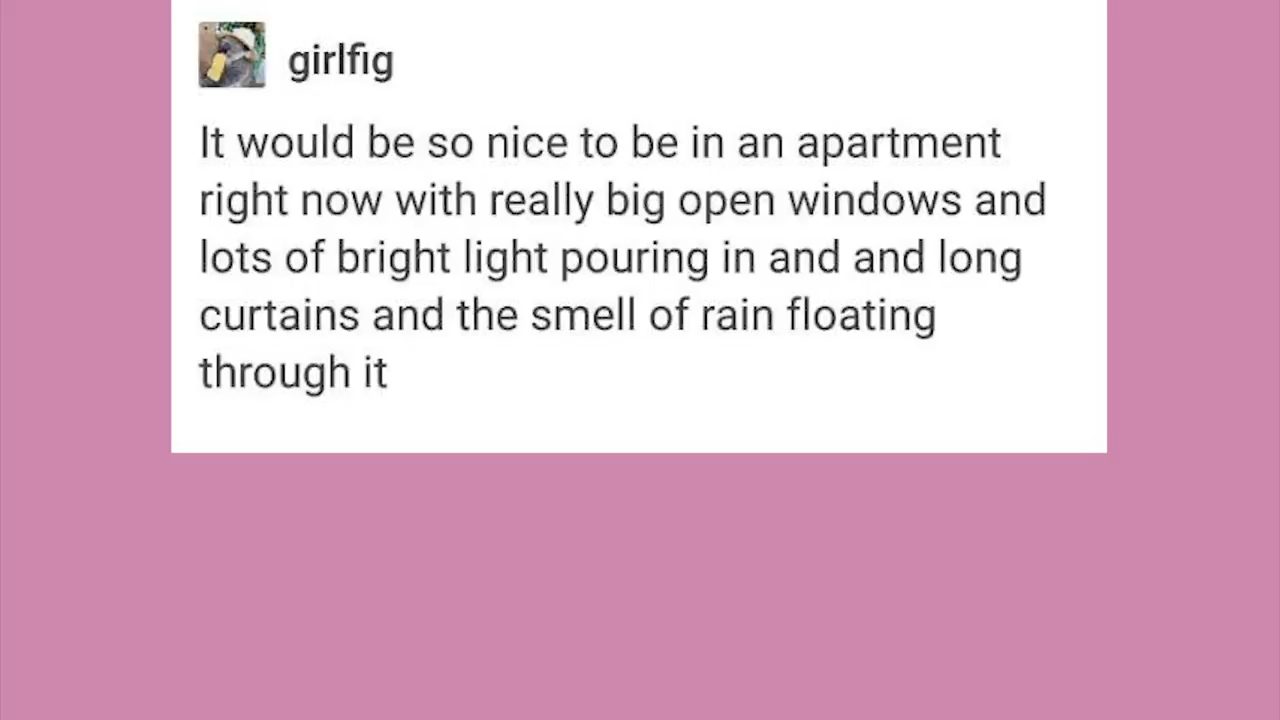 girlfig
It would be so nice to be in an apartment
right now with really big open windows and
lots of bright light pouring in and and long
curtains and the smell of rain floating
through it